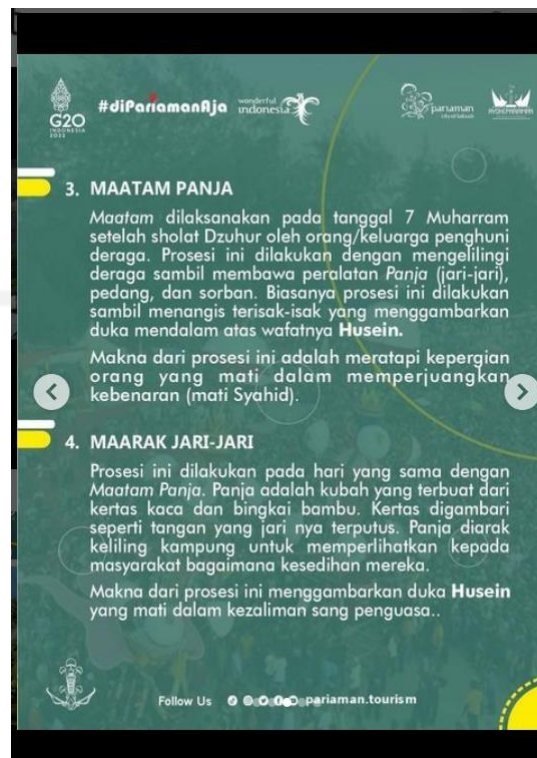 G20
INDONESIA
2022
#diPariamanAja
wonderful
indonesia
pariaman
3. MAATAM PANJA
Maatam dilaksanakan pada tanggal 7 Muharram
setelah sholat Dzuhur oleh orang/keluarga penghuni
deraga. Prosesi ini dilakukan dengan mengelilingi
deraga sambil membawa peralatan Panja (jari-jari),
pedang, dan sorban. Biasanya prosesi ini dilakukan
sambil menangis terisak-isak yang menggambarkan
duka mendalam atas wafatnya Husein.
Makna dari prosesi ini adalah meratapi kepergian
orang yang mati dalam memperjuangkan
kebenaran (mati Syahid).
4. MAARAK JARI-JARI
Prosesi ini dilakukan pada hari yang sama dengan
Maatam Panja. Panja adalah kubah yang terbuat dari
kertas kaca dan bingkai bambu. Kertas digambari
seperti tangan yang jari nya terputus. Panja diarak
keliling kampung untuk memperlihatkan kepada
masyarakat bagaimana kesedihan mereka.
Makna dari prosesi ini menggambarkan duka Husein
yang mati dalam kezaliman sang penguasa..
Follow Us pariaman.tourism